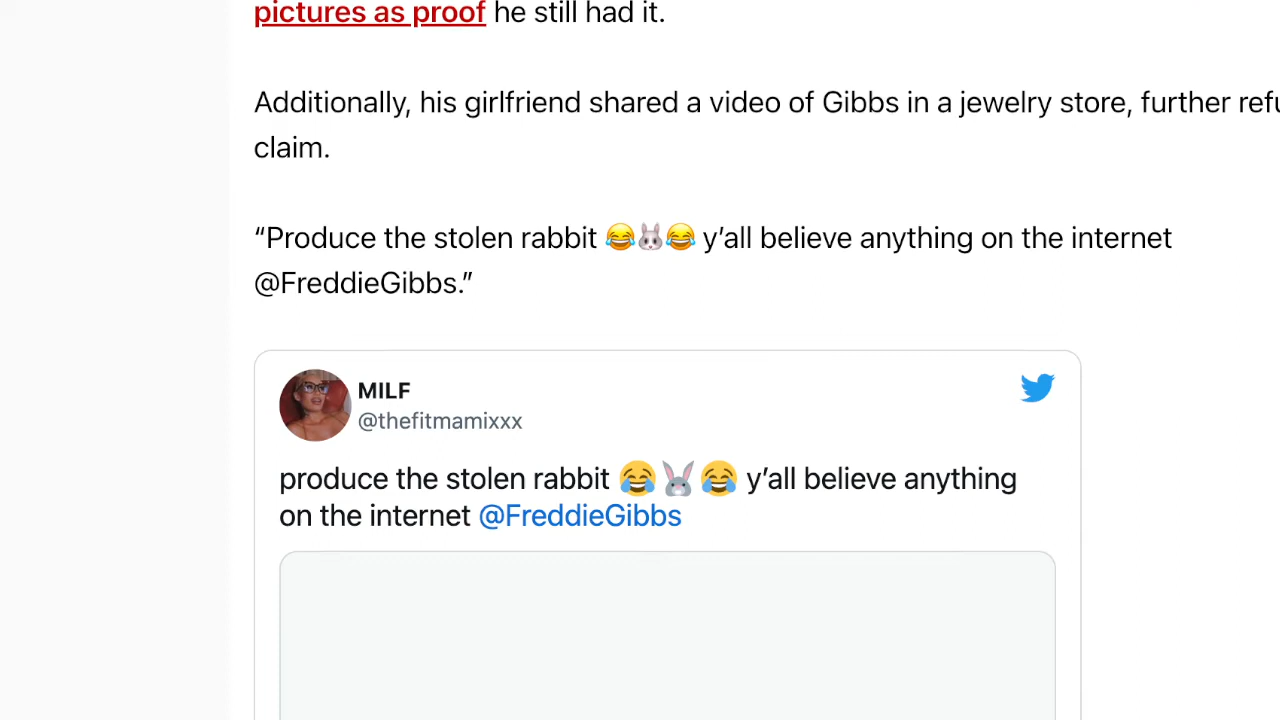 pictures as proof he still had it.
Additionally, his girlfriend shared a video of Gibbs in a jewelry store, further
claim.
“Produce the stolen rabbit 😂🐰😂 y’all believe anything on the internet
@FreddieGibbs.”
MILF
@thefitmamixxx
produce the stolen rabbit 😂🐰😂 y’all believe anything
on the internet @FreddieGibbs